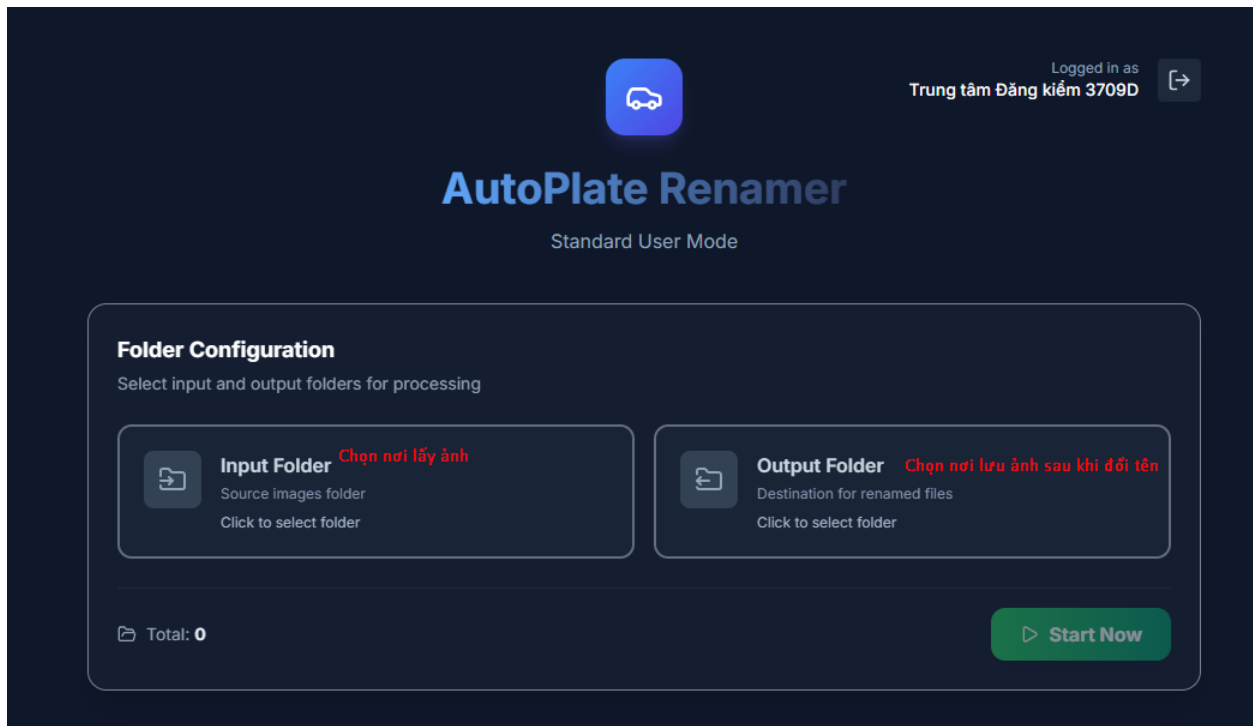 Logged in as
Trung tâm Đăng kiểm 3709D
AutoPlate Renamer
Standard User Mode
Folder Configuration
Select input and output folders for processing
Input Folder Chọn nơi lấy ảnh
Source images folder
Click to select folder
Output Folder Chọn nơi lưu ảnh sau khi đổi tên
Destination for renamed files
Click to select folder
Total: 0
Start Now